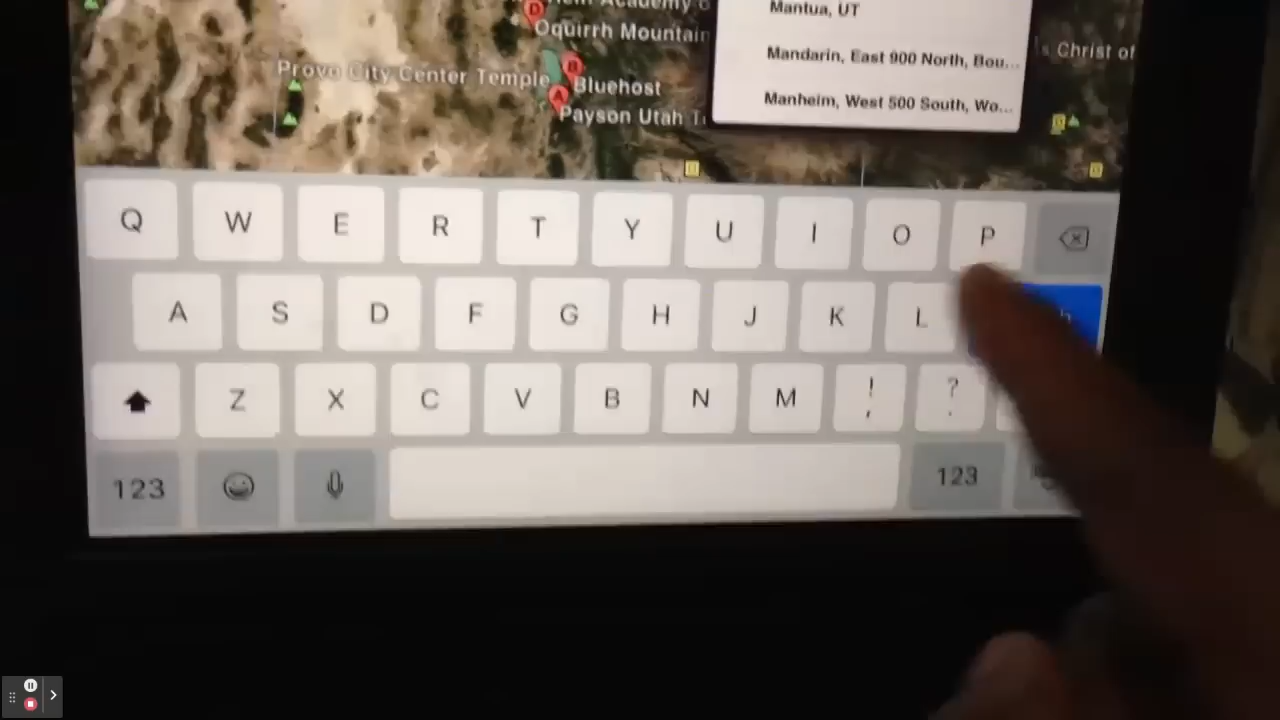 Mantua, UT
Oquirrh Mountain
s Christ of
Mandarin, East 900 North, Bou...
Provo City Center Temple
Bluehost
Manheim, West 500 South, Wo...
Payson Utah T
D
B
A
Q W E R T Y U I O P
A S D F G H J K L
Z X C V B N M ! , ? .
123 123